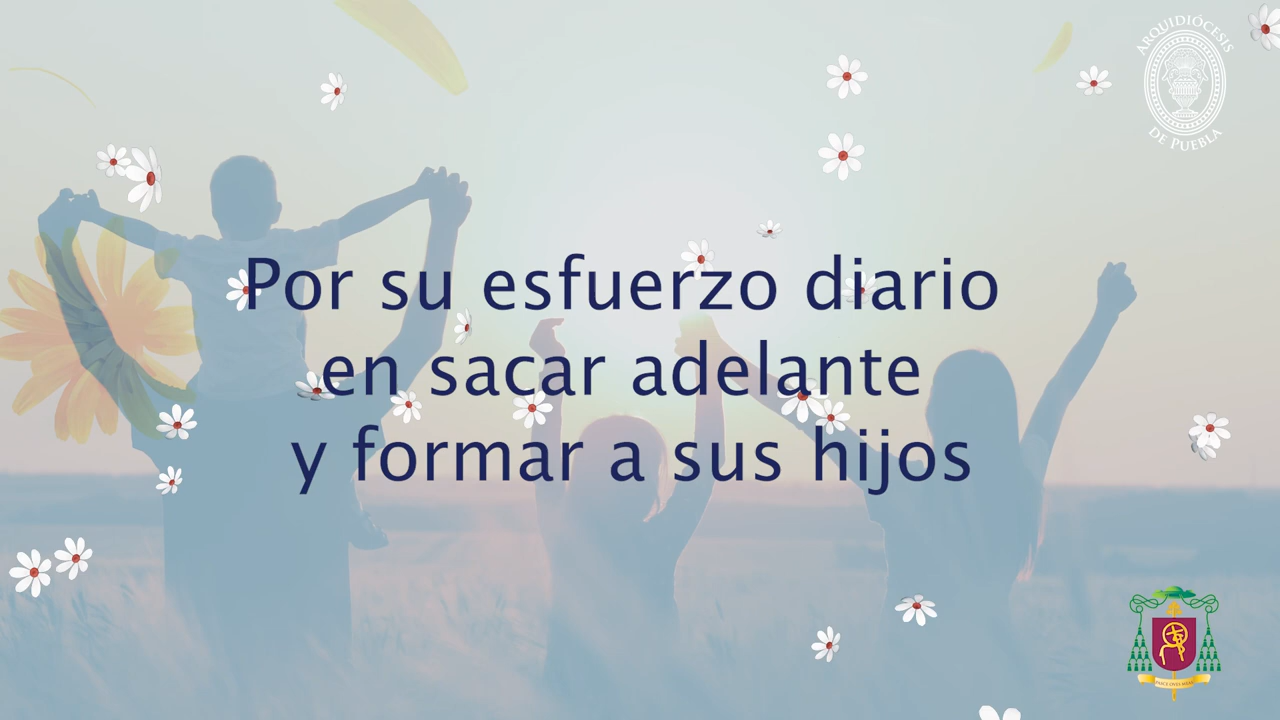 ARQUIDIÓCESIS
DE PUEBLA
Por su esfuerzo diario
en sacar adelante
y formar a sus hijos